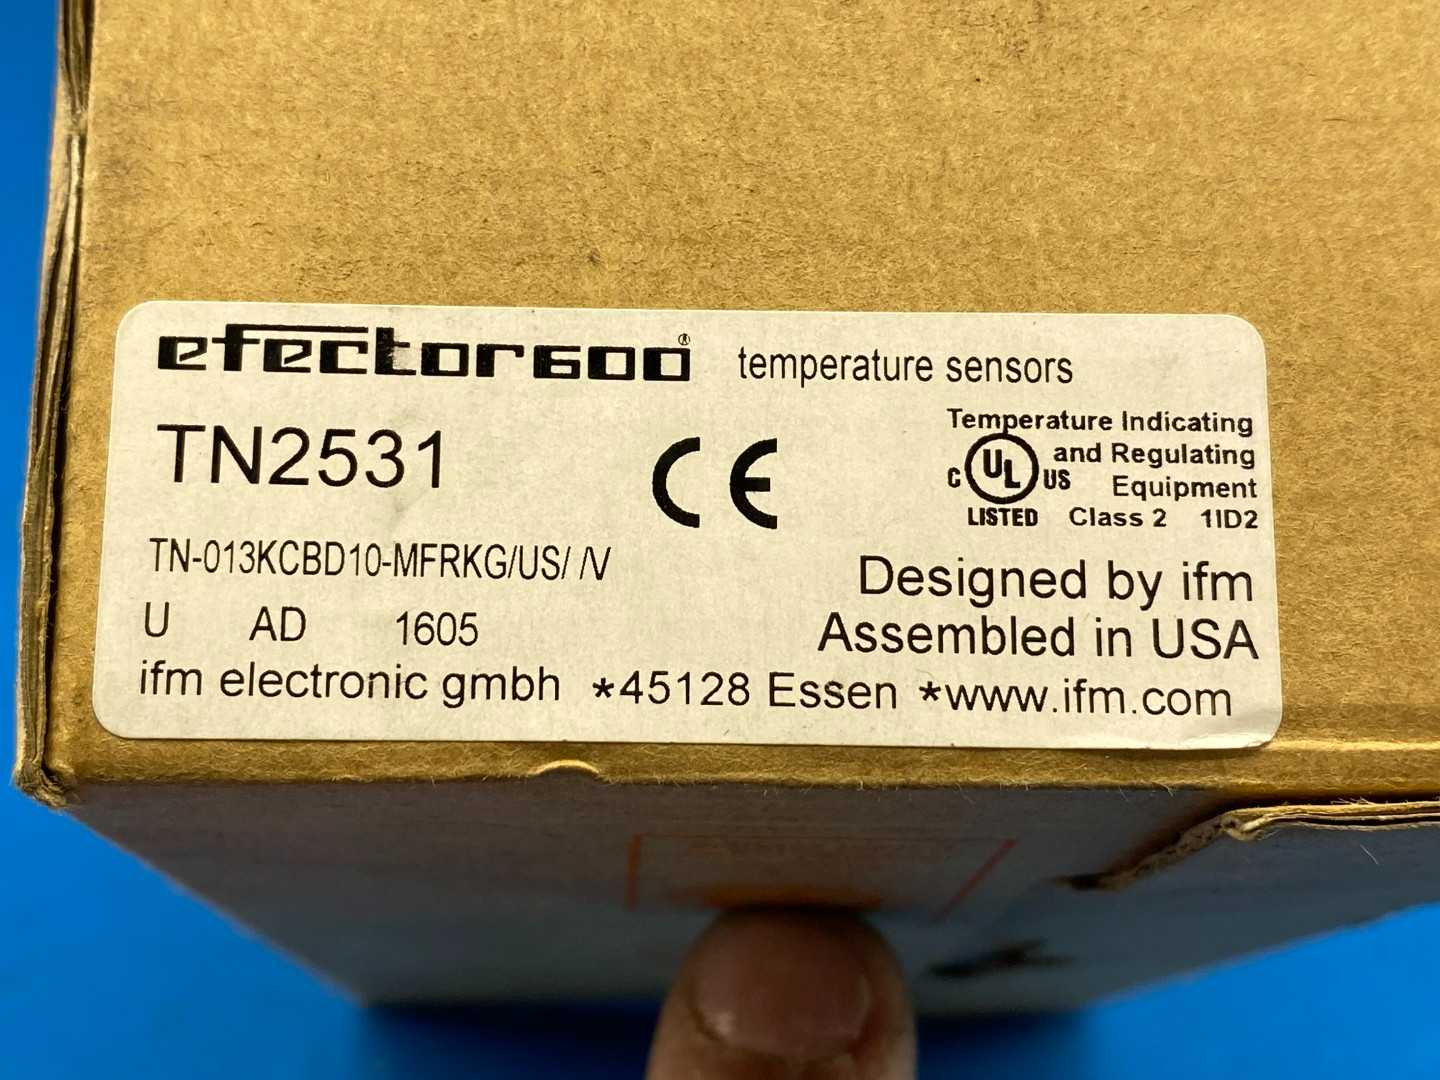 efector600® temperature sensors
TN2531
CE
Temperature Indicating
and Regulating
Equipment
C UL US
LISTED Class 2 1ID2
TN-013KCBD10-MFRKG/US/ /V
U AD 1605
Designed by ifm
Assembled in USA
ifm electronic gmbh *45128 Essen *www.ifm.com